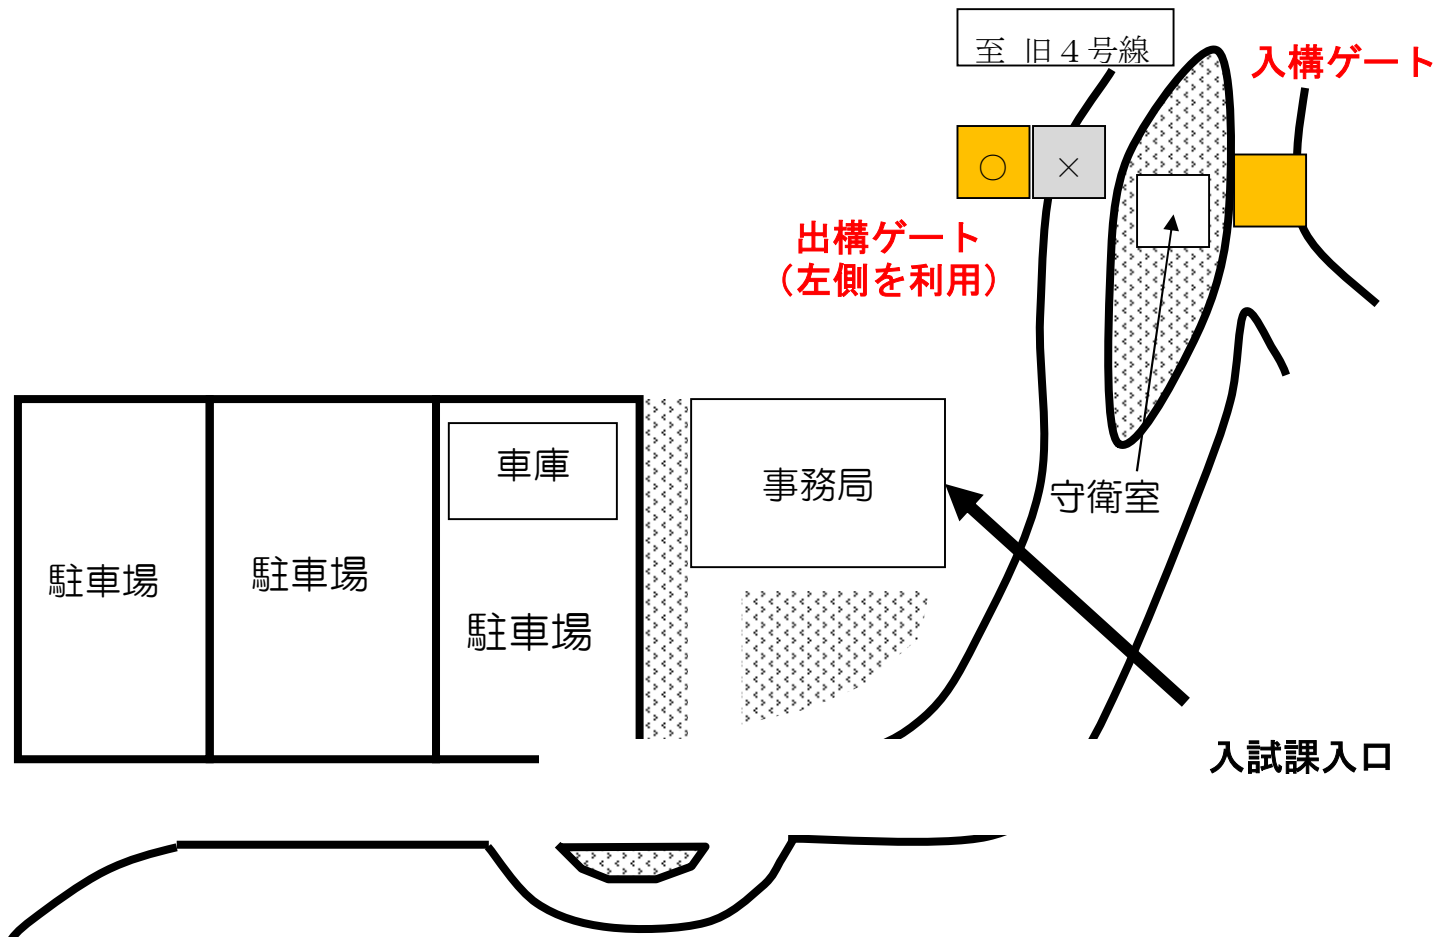 至 旧４号線
入構ゲート
○
×
出構ゲート
（左側を利用）
車庫
事務局
守衛室
駐車場
駐車場
駐車場
入試課入口